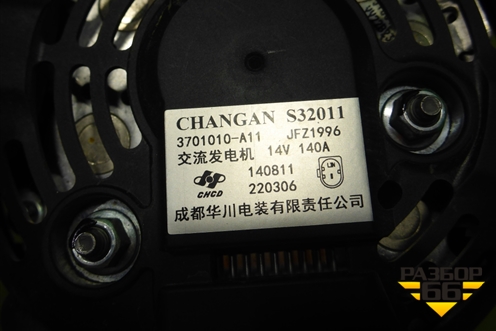 CHANGAN S32011
3701010-A11 JFZ1996
交流发电机 14V 140A
CHCD 140811
220306
LIN
成都华川电装有限责任公司
РАЗБОР
66